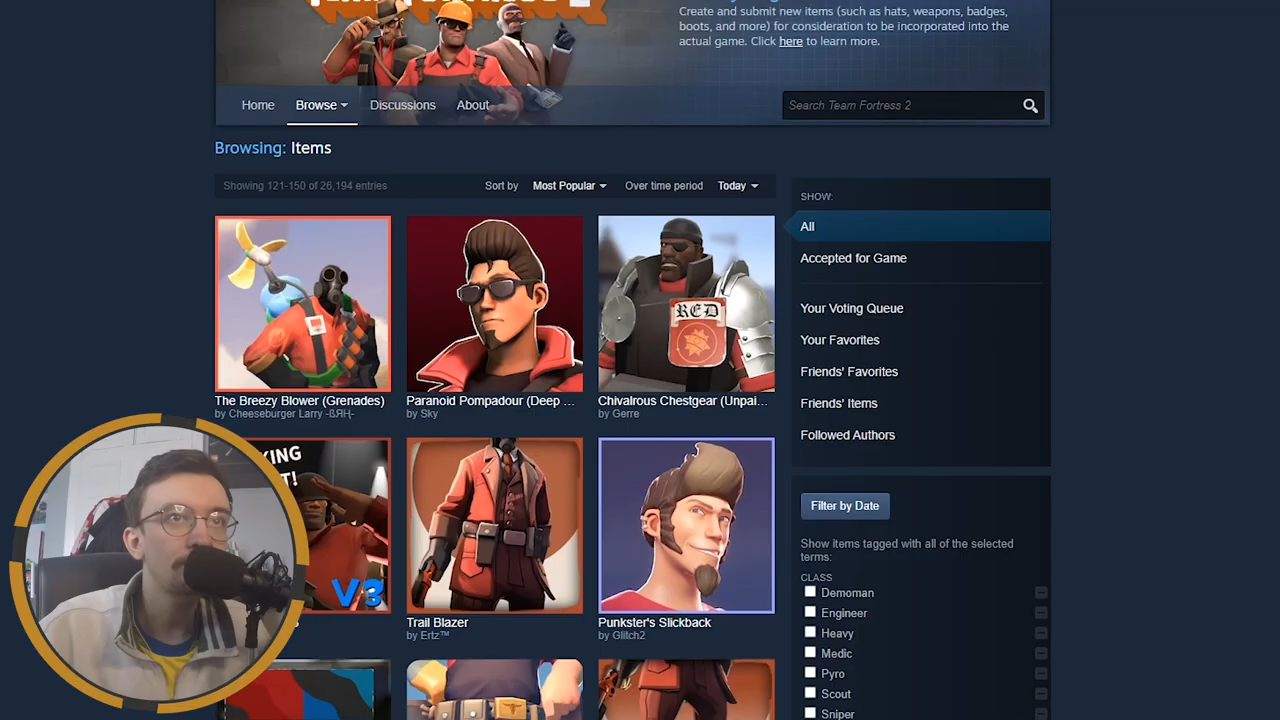 Create and submit new items (such as hats, weapons, badges,
boots, and more) for consideration to be incorporated into the
actual game. Click here to learn more.
Home Browse Discussions About
Search Team Fortress 2
Browsing: Items
Showing 121-150 of 26,194 entries
Sort by Most Popular Over time period Today
SHOW:
All
Accepted for Game
Your Voting Queue
Your Favorites
Friends' Favorites
Friends' Items
Followed Authors
RED
The Breezy Blower (Grenades)
by Cheeseburger Larry -ßЯҢ-
Paranoid Pompadour (Deep ...
by Sky
Chivalrous Chestgear (Unpai...
by Gerre
V3
Trail Blazer
by Ertz™
Punkster's Slickback
by Glitch2
Filter by Date
Show items tagged with all of the selected
terms:
CLASS
Demoman
Engineer
Heavy
Medic
Pyro
Scout
Sniper